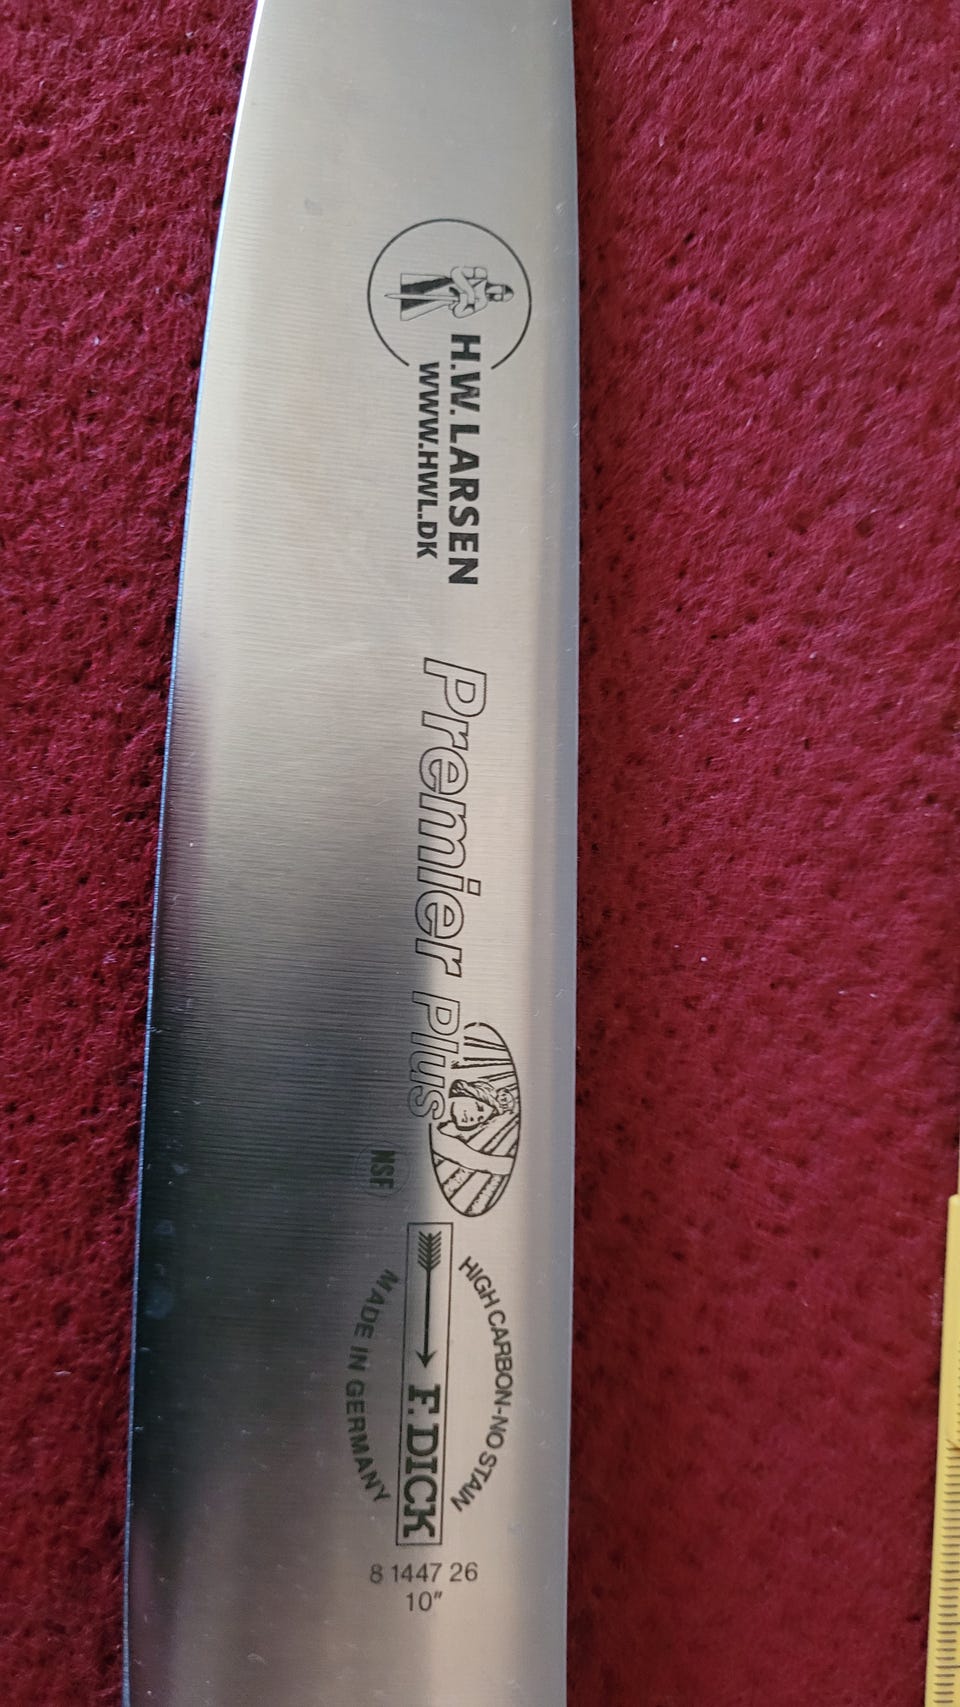 H.W. LARSEN
WWW.HWL.DK
Premier Plus
NSF
HIGH CARBON-NO STAIN
F. DICK
MADE IN GERMANY
8 1447 26
10"